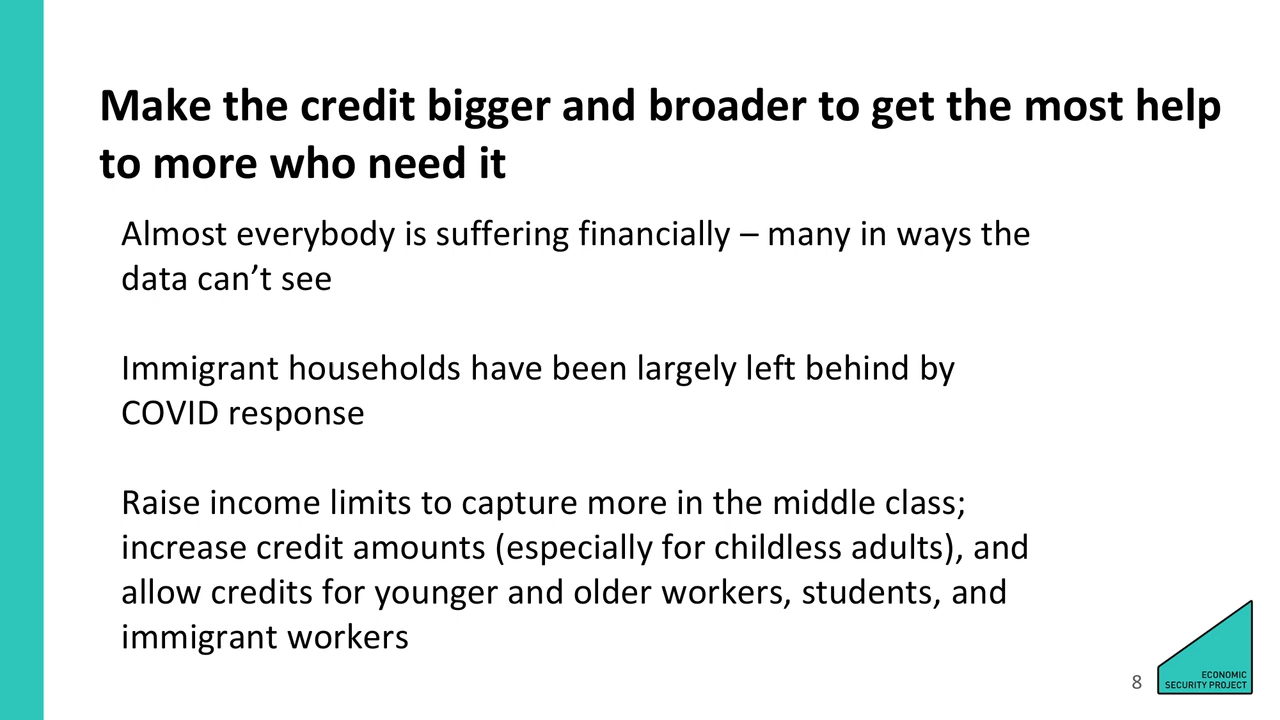 Make the credit bigger and broader to get the most help
to more who need it
Almost everybody is suffering financially – many in ways the
data can’t see
Immigrant households have been largely left behind by
COVID response
Raise income limits to capture more in the middle class;
increase credit amounts (especially for childless adults), and
allow credits for younger and older workers, students, and
immigrant workers
8
ECONOMIC
SECURITY PROJECT